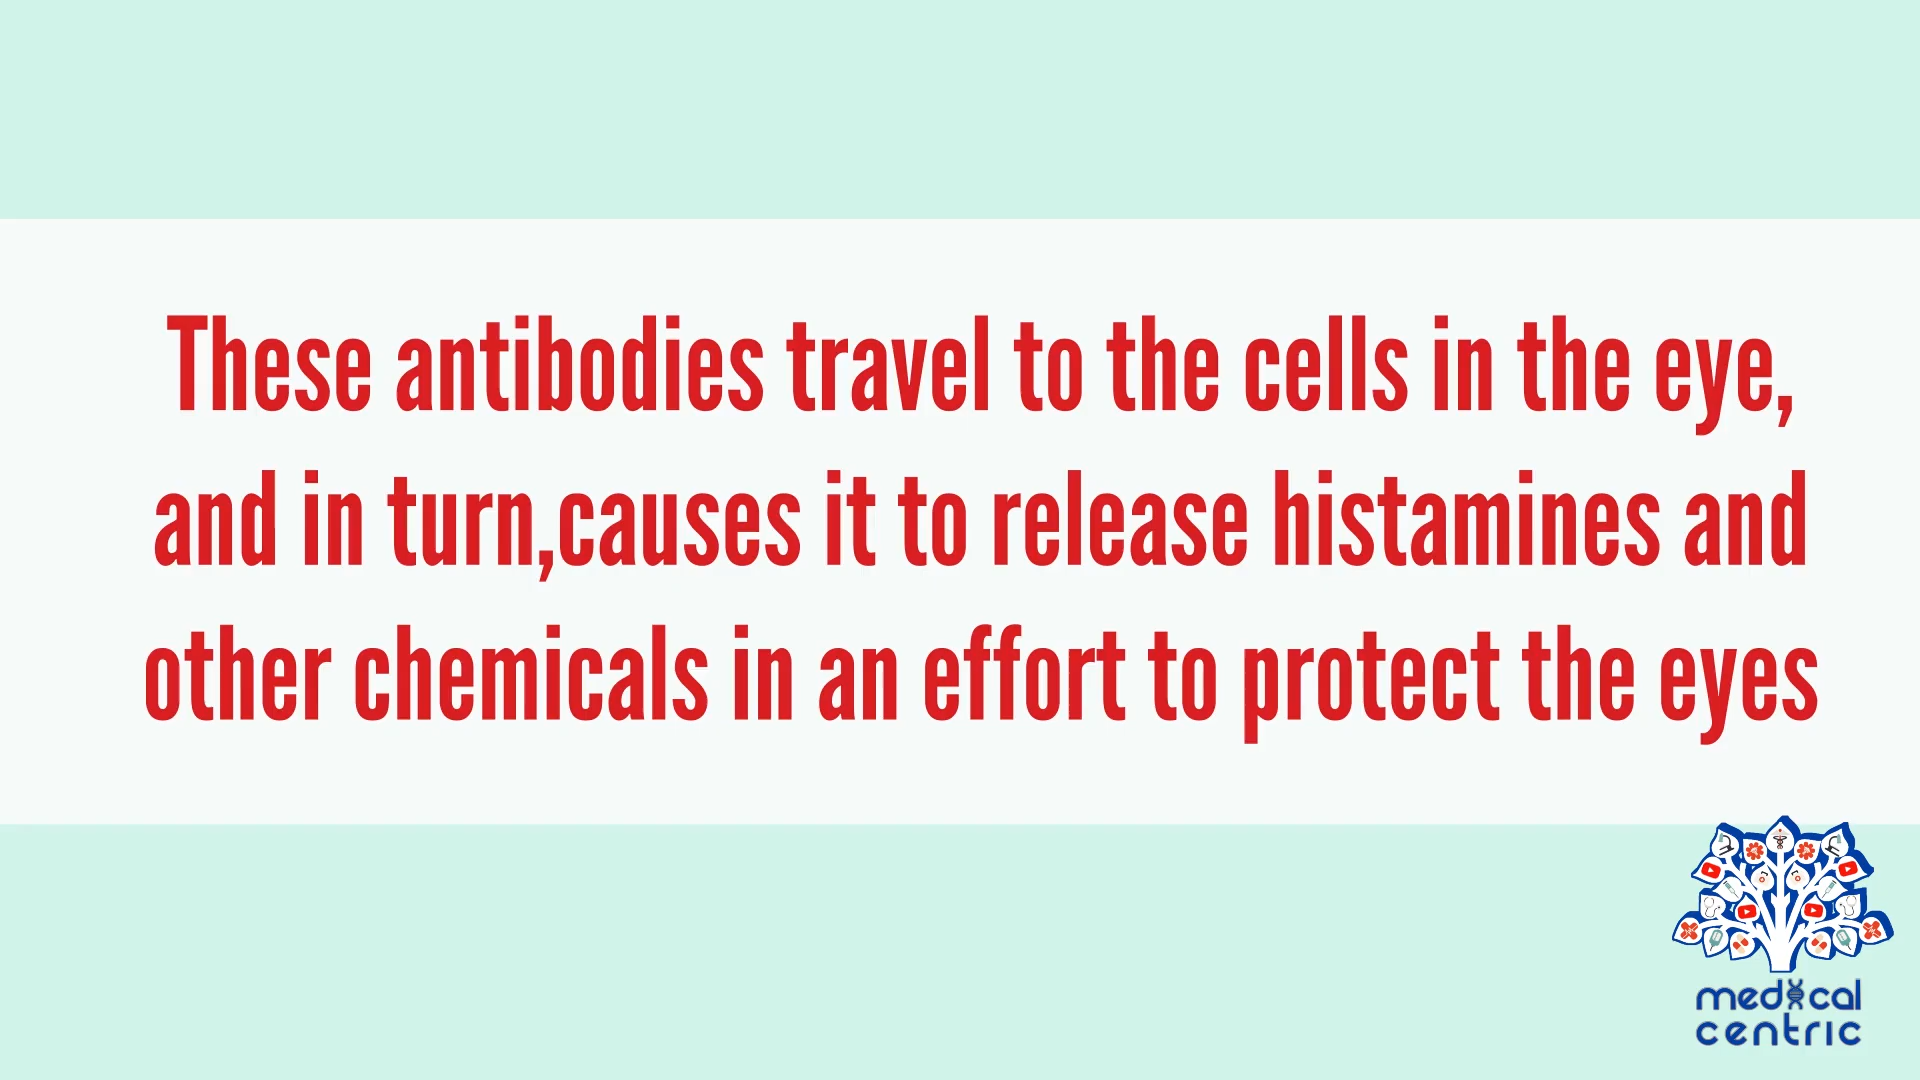 These antibodies travel to the cells in the eye,
and in turn,causes it to release histamines and
other chemicals in an effort to protect the eyes
medical
centric